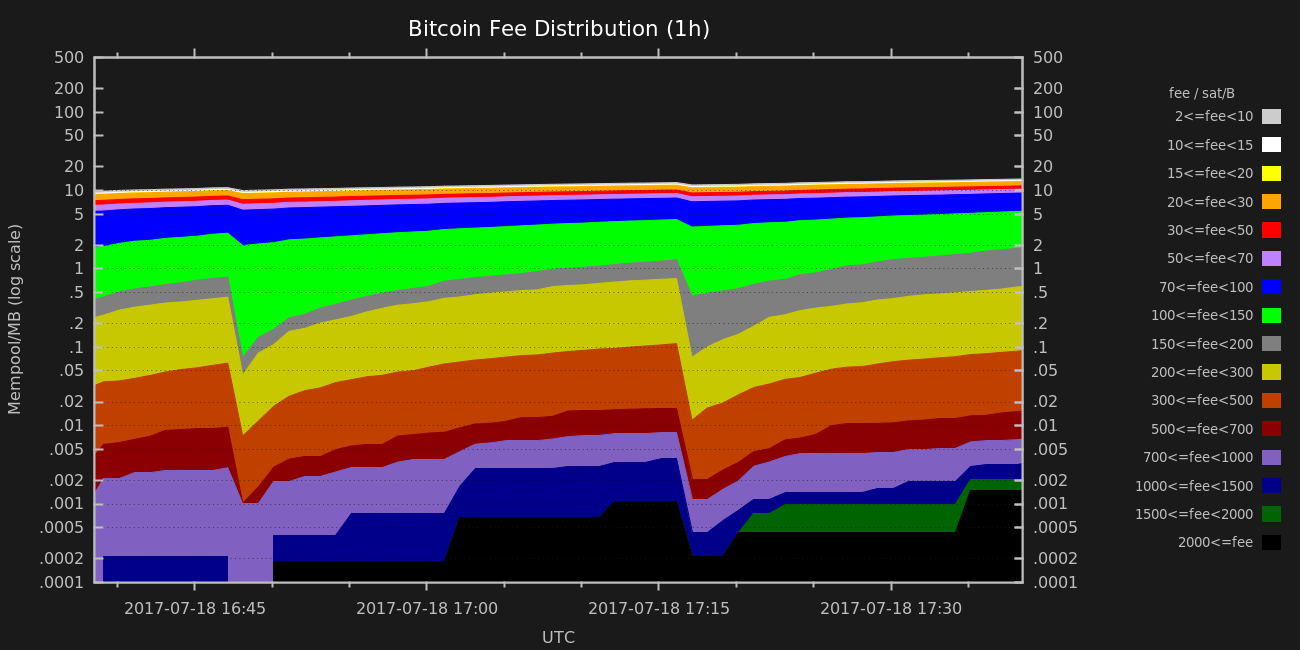 Bitcoin Fee Distribution (1h)
Mempool/MB (log scale)
500
200
100
50
20
10
5
2
1
.5
.2
.1
.05
.02
.01
.005
.002
.001
.0005
.0002
.0001
500
200
100
50
20
10
5
2
1
.5
.2
.1
.05
.02
.01
.005
.002
.001
.0005
.0002
.0001
2017-07-18 16:45
2017-07-18 17:00
2017-07-18 17:15
2017-07-18 17:30
UTC
fee / sat/B
2<=fee<10
10<=fee<15
15<=fee<20
20<=fee<30
30<=fee<50
50<=fee<70
70<=fee<100
100<=fee<150
150<=fee<200
200<=fee<300
300<=fee<500
500<=fee<700
700<=fee<1000
1000<=fee<1500
1500<=fee<2000
2000<=fee